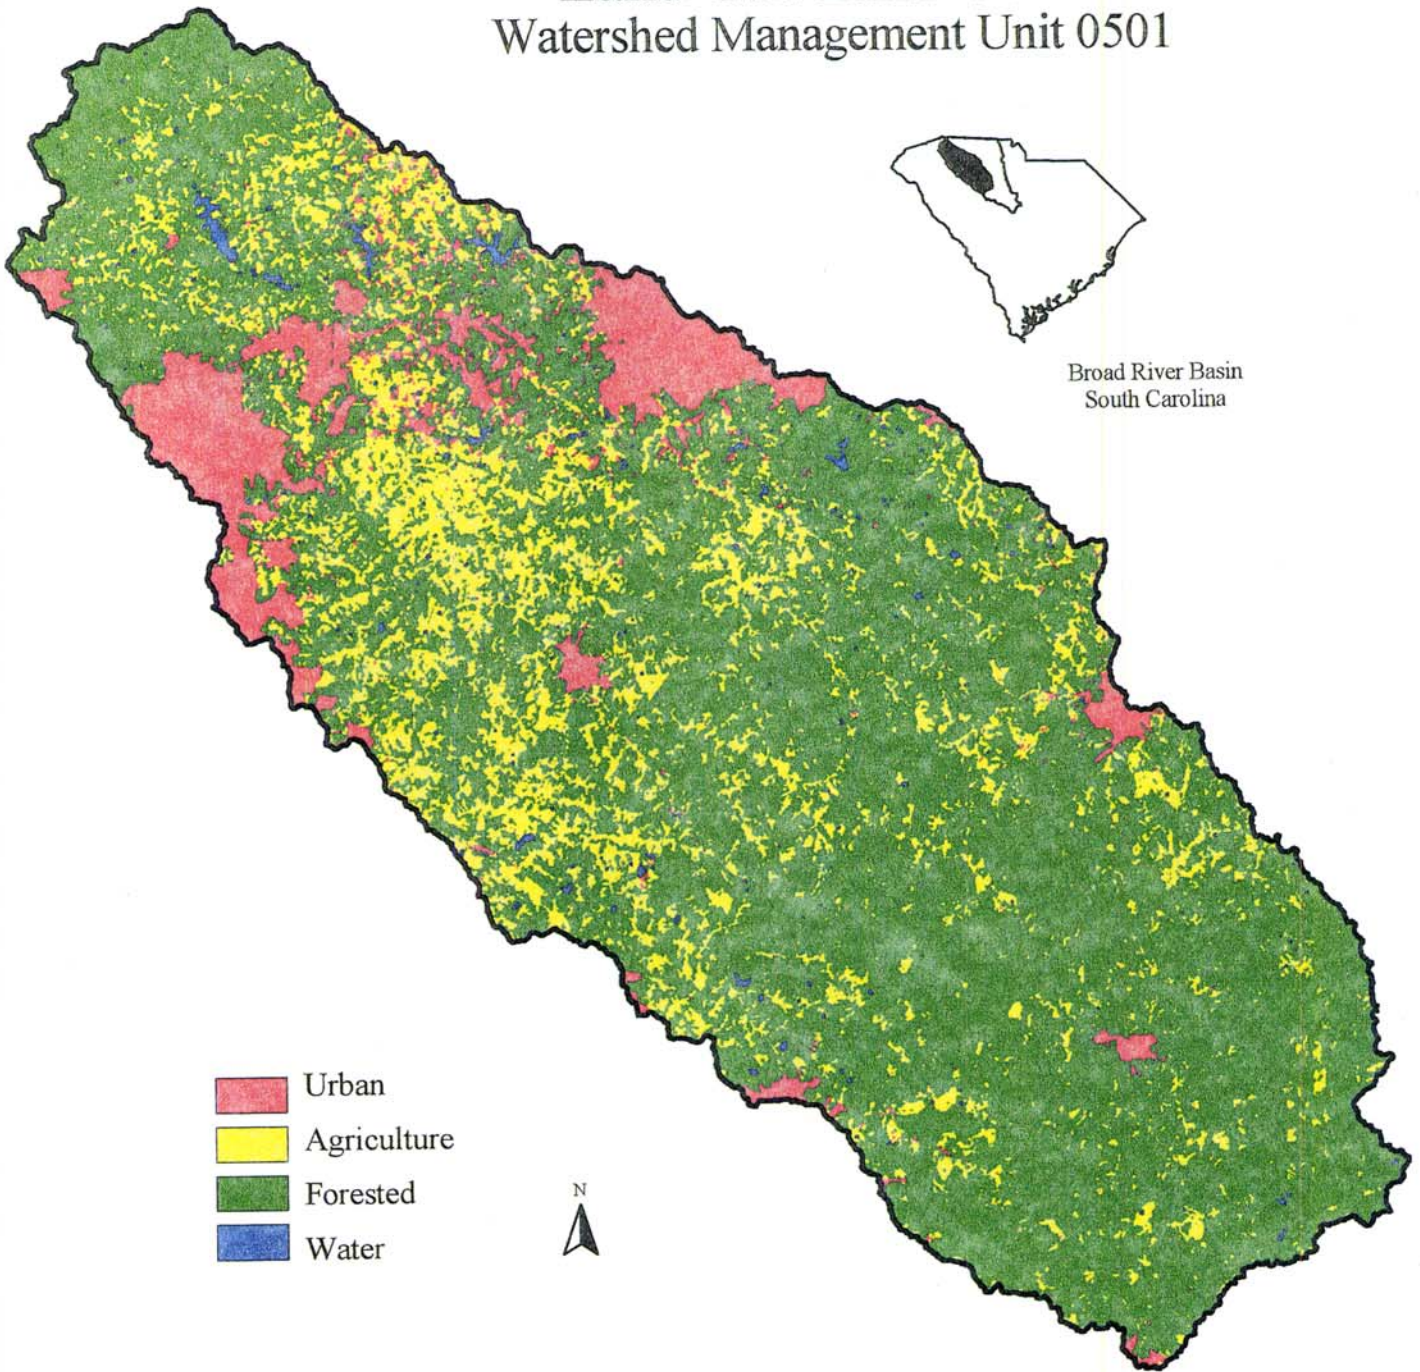 Watershed Management Unit 0501
Broad River Basin
South Carolina
Urban
Agriculture
Forested
Water
N